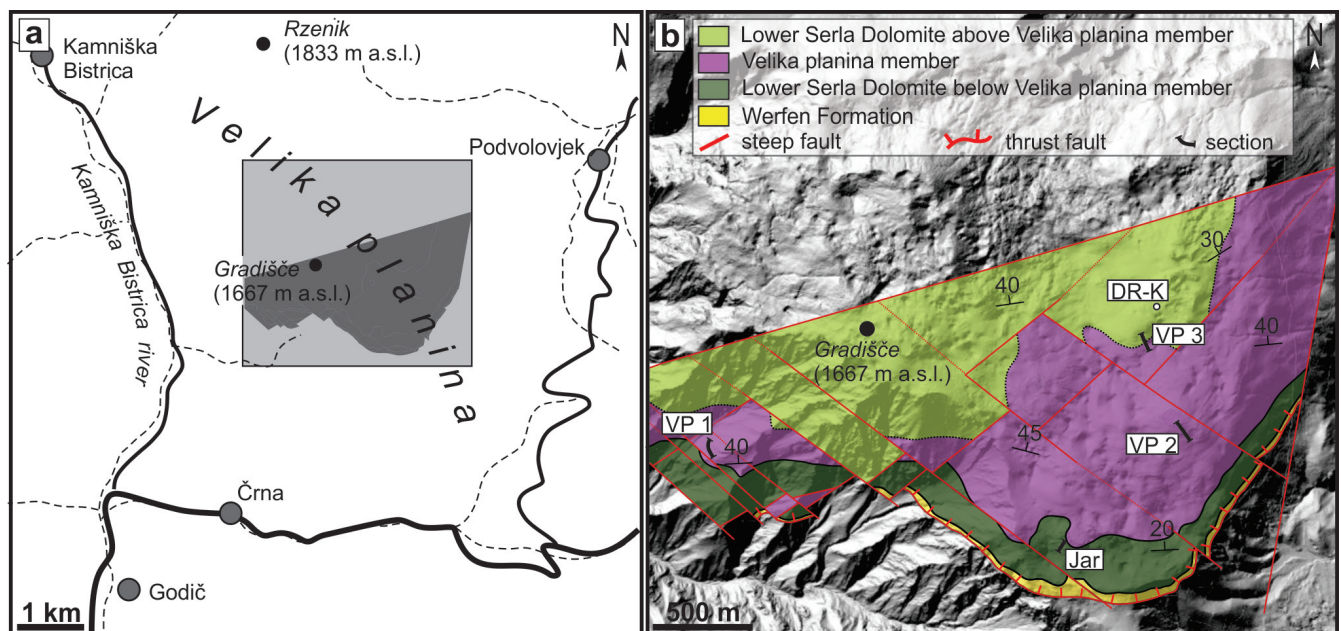 a
Kamniška
Bistrica
Rzenik
(1833 m a.s.l.)
N
Velika planina
Podvolovjek
Kamniška Bistrica river
Gradišče
(1667 m a.s.l.)
Črna
Godič
1 km
b
Lower Serla Dolomite above Velika planina member
Velika planina member
Lower Serla Dolomite below Velika planina member
Werfen Formation
steep fault
thrust fault
section
N
30
40
DR-K
VP 3
40
Gradišče
(1667 m a.s.l.)
VP 1
40
45
VP 2
20
Jar
500 m